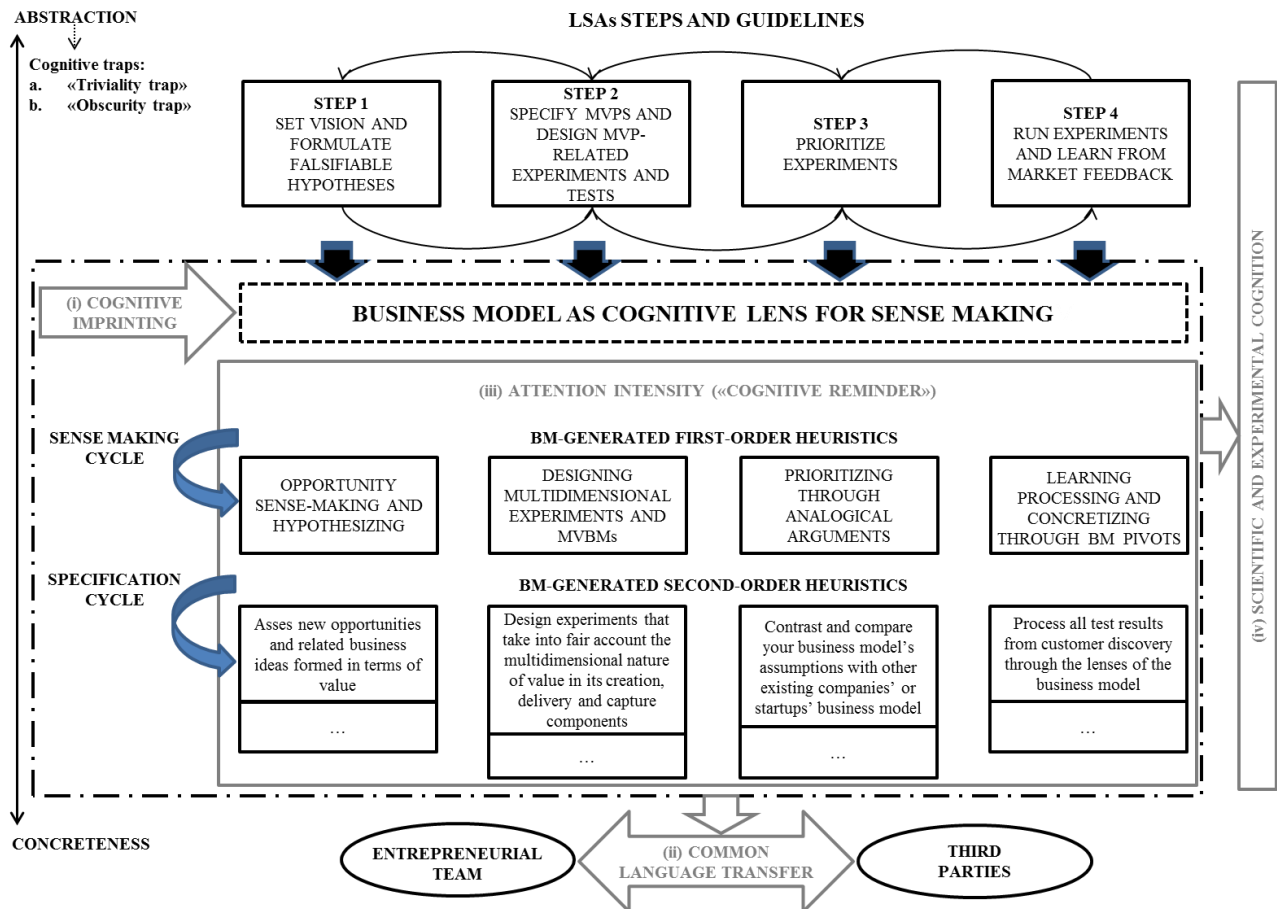 ABSTRACTION
LSAs STEPS AND GUIDELINES
Cognitive traps:
a. «Triviality trap»
b. «Obscurity trap»
STEP 1
SET VISION AND
FORMULATE
FALSIFIABLE
HYPOTHESES
STEP 2
SPECIFY MVPS AND
DESIGN MVP-
RELATED
EXPERIMENTS AND
TESTS
STEP 3
PRIORITIZE
EXPERIMENTS
STEP 4
RUN EXPERIMENTS
AND LEARN FROM
MARKET FEEDBACK
(i) COGNITIVE
IMPRINTING
BUSINESS MODEL AS COGNITIVE LENS FOR SENSE MAKING
(iii) ATTENTION INTENSITY («COGNITIVE REMINDER»)
SENSE MAKING
CYCLE
BM-GENERATED FIRST-ORDER HEURISTICS
OPPORTUNITY
SENSE-MAKING AND
HYPOTHESIZING
DESIGNING
MULTIDIMENSIONAL
EXPERIMENTS AND
MVBMs
PRIORITIZING
THROUGH
ANALOGICAL
ARGUMENTS
LEARNING
PROCESSING AND
CONCRETIZING
THROUGH BM PIVOTS
SPECIFICATION
CYCLE
BM-GENERATED SECOND-ORDER HEURISTICS
Asses new opportunities
and related business
ideas formed in terms of
value
…
Design experiments that
take into fair account the
multidimensional nature
of value in its creation,
delivery and capture
components
…
Contrast and compare
your business model’s
assumptions with other
existing companies’ or
startups’ business model
…
Process all test results
from customer discovery
through the lenses of the
business model
…
(iv) SCIENTIFIC AND EXPERIMENTAL COGNITION
CONCRETENESS
ENTREPRENEURIAL
TEAM
(ii) COMMON
LANGUAGE TRANSFER
THIRD
PARTIES